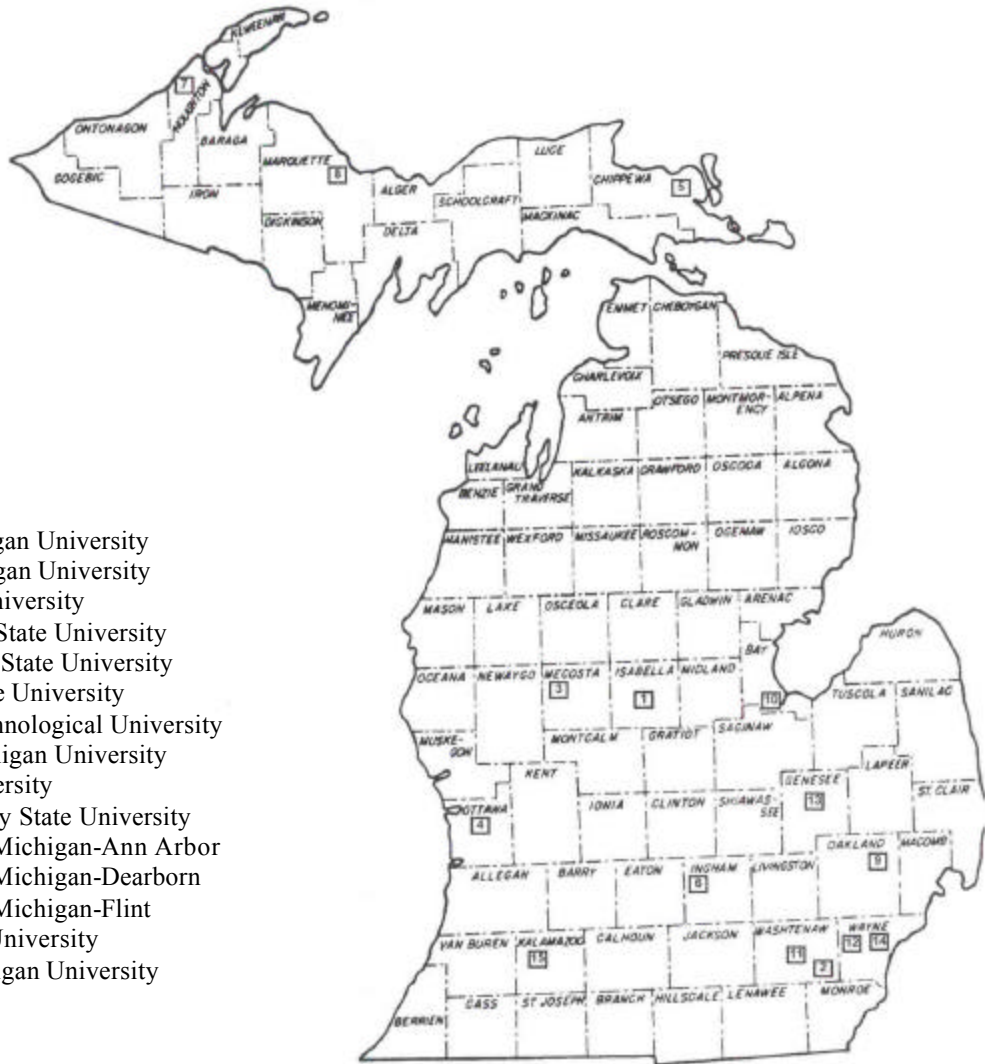 KEWEENAW
7
HOUGHTON
ONTONAGON
BARAGA
GOGEBIC
IRON
MARQUETTE
8
ALGER
LUCE
CHIPPEWA
5
SCHOOLCRAFT
MACKINAC
DICKINSON
DELTA
MENOMI-
NEE
EMMET
CHEBOYGAN
PRESQUE ISLE
CHARLEVOIX
ANTRIM
OTSEGO
MONTMOR-
ENCY
ALPENA
LEELANAU
BENZIE
GRAND
TRAVERSE
KALKASKA
CRAWFORD
OSCODA
ALCONA
MANISTEE
WEXFORD
MISSAUKEE
ROSCOM-
MON
OGEMAW
IOSCO
MASON
LAKE
OSCEOLA
CLARE
GLADWIN
ARENAC
BAY
HURON
OCEANA
NEWAYGO
MECOSTA
3
ISABELLA
1
MIDLAND
10
TUSCOLA
SANILAC
MUSKE-
GON
MONTCALM
GRATIOT
SAGINAW
KENT
OTTAWA
4
IONIA
CLINTON
SHIAWAS-
SEE
GENESEE
13
LAPEER
ST. CLAIR
ALLEGAN
BARRY
EATON
INGHAM
6
LIVINGSTON
OAKLAND
9
MACOMB
VAN BUREN
KALAMAZOO
15
CALHOUN
JACKSON
WASHTENAW
11
2
WAYNE
12
14
BERRIEN
CASS
ST JOSEPH
BRANCH
HILLSDALE
LENAWEE
MONROE
gan University
gan University
niversity
State University
State University
e University
hnological University
higan University
ersity
y State University
Michigan-Ann Arbor
Michigan-Dearborn
Michigan-Flint
University
igan University